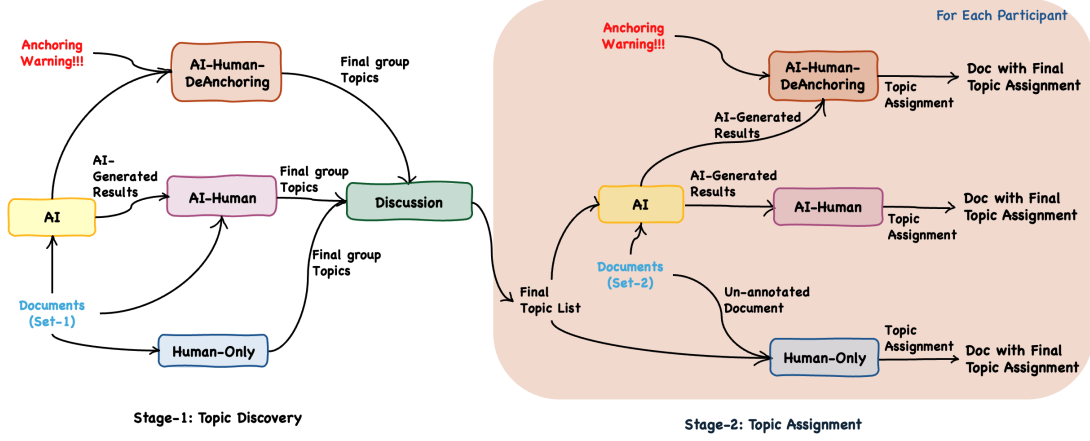 For Each Participant
Anchoring
Warning!!!
AI-Human-
DeAnchoring
Final group
Topics
AI-
Generated
Results
AI
AI-Human
Final group
Topics
Discussion
Final group
Topics
Documents
(Set-1)
Human-Only
Stage-1: Topic Discovery
Anchoring
Warning!!!
AI-Human-
DeAnchoring
Topic
Assignment
Doc with Final
Topic Assignment
AI-Generated
Results
AI-Generated
Results
AI
AI-Human
Topic
Assignment
Doc with Final
Topic Assignment
Documents
(Set-2)
Final
Topic List
Un-annotated
Document
Human-Only
Topic
Assignment
Doc with Final
Topic Assignment
Stage-2: Topic Assignment